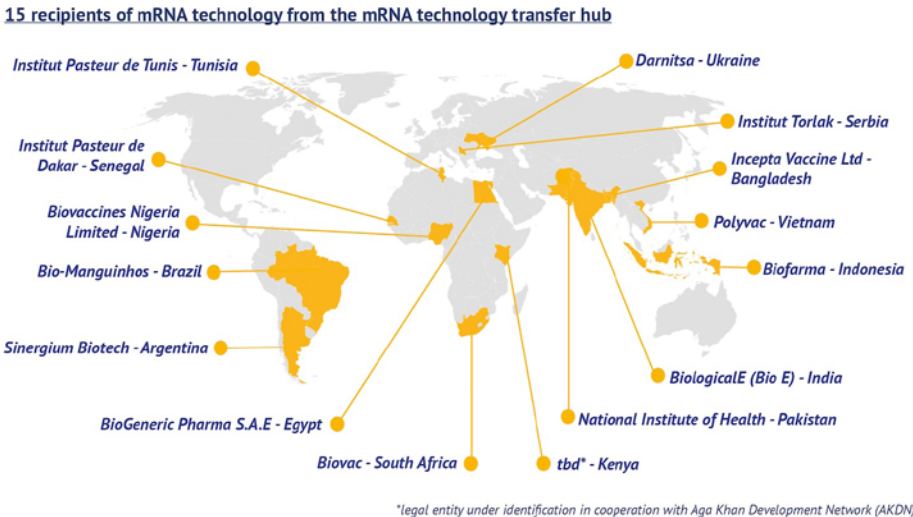 15 recipients of mRNA technology from the mRNA technology transfer hub
Institut Pasteur de Tunis - Tunisia
Darnitsa - Ukraine
Institut Torlak - Serbia
Institut Pasteur de
Dakar - Senegal
Incepta Vaccine Ltd -
Bangladesh
Biovaccines Nigeria
Limited - Nigeria
Polyvac - Vietnam
Bio-Manguinhos - Brazil
Biofarma - Indonesia
Sinergium Biotech - Argentina
BiologicalE (Bio E) - India
BioGeneric Pharma S.A.E - Egypt
National Institute of Health - Pakistan
Biovac - South Africa
tbd* - Kenya
*legal entity under identification in cooperation with Aga Khan Development Network (AKDN)